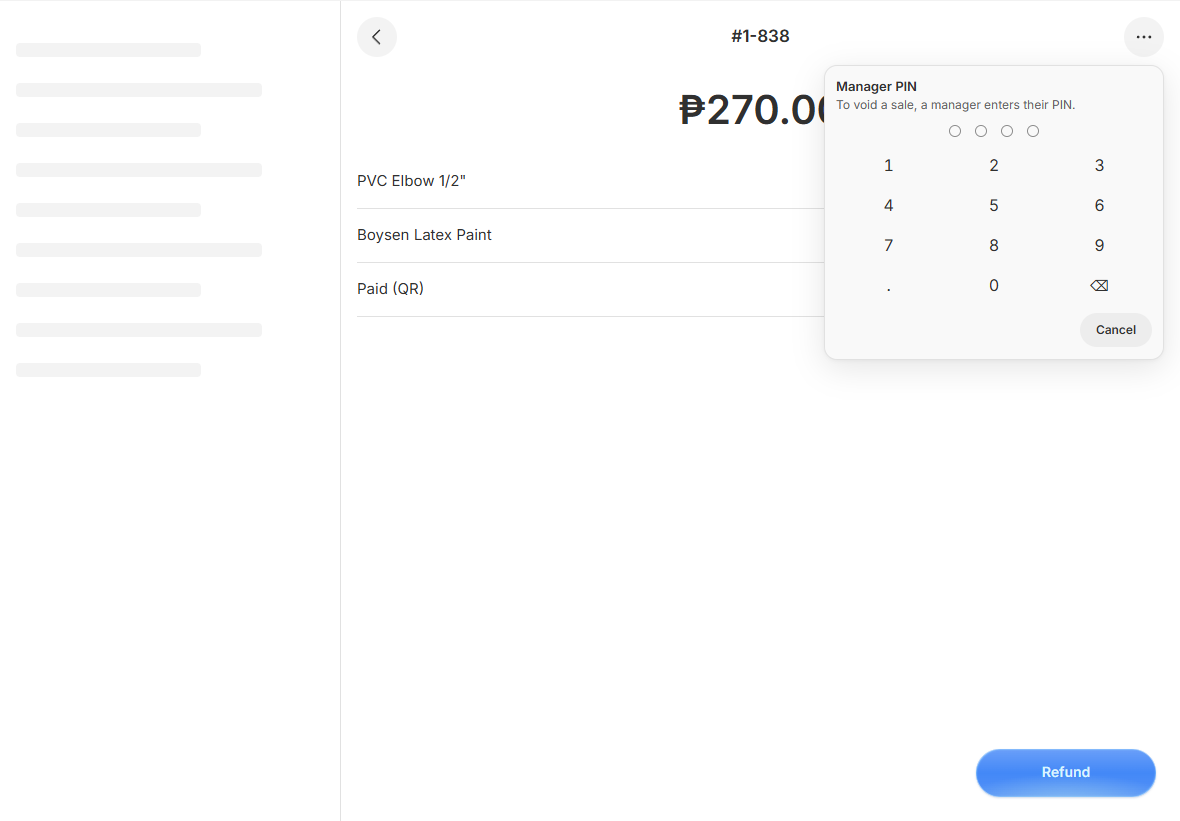 #1-838
₱270.00
PVC Elbow 1/2"
Boysen Latex Paint
Paid (QR)
Manager PIN
To void a sale, a manager enters their PIN.
1 2 3
4 5 6
7 8 9
. 0 ⌫
Cancel
Refund